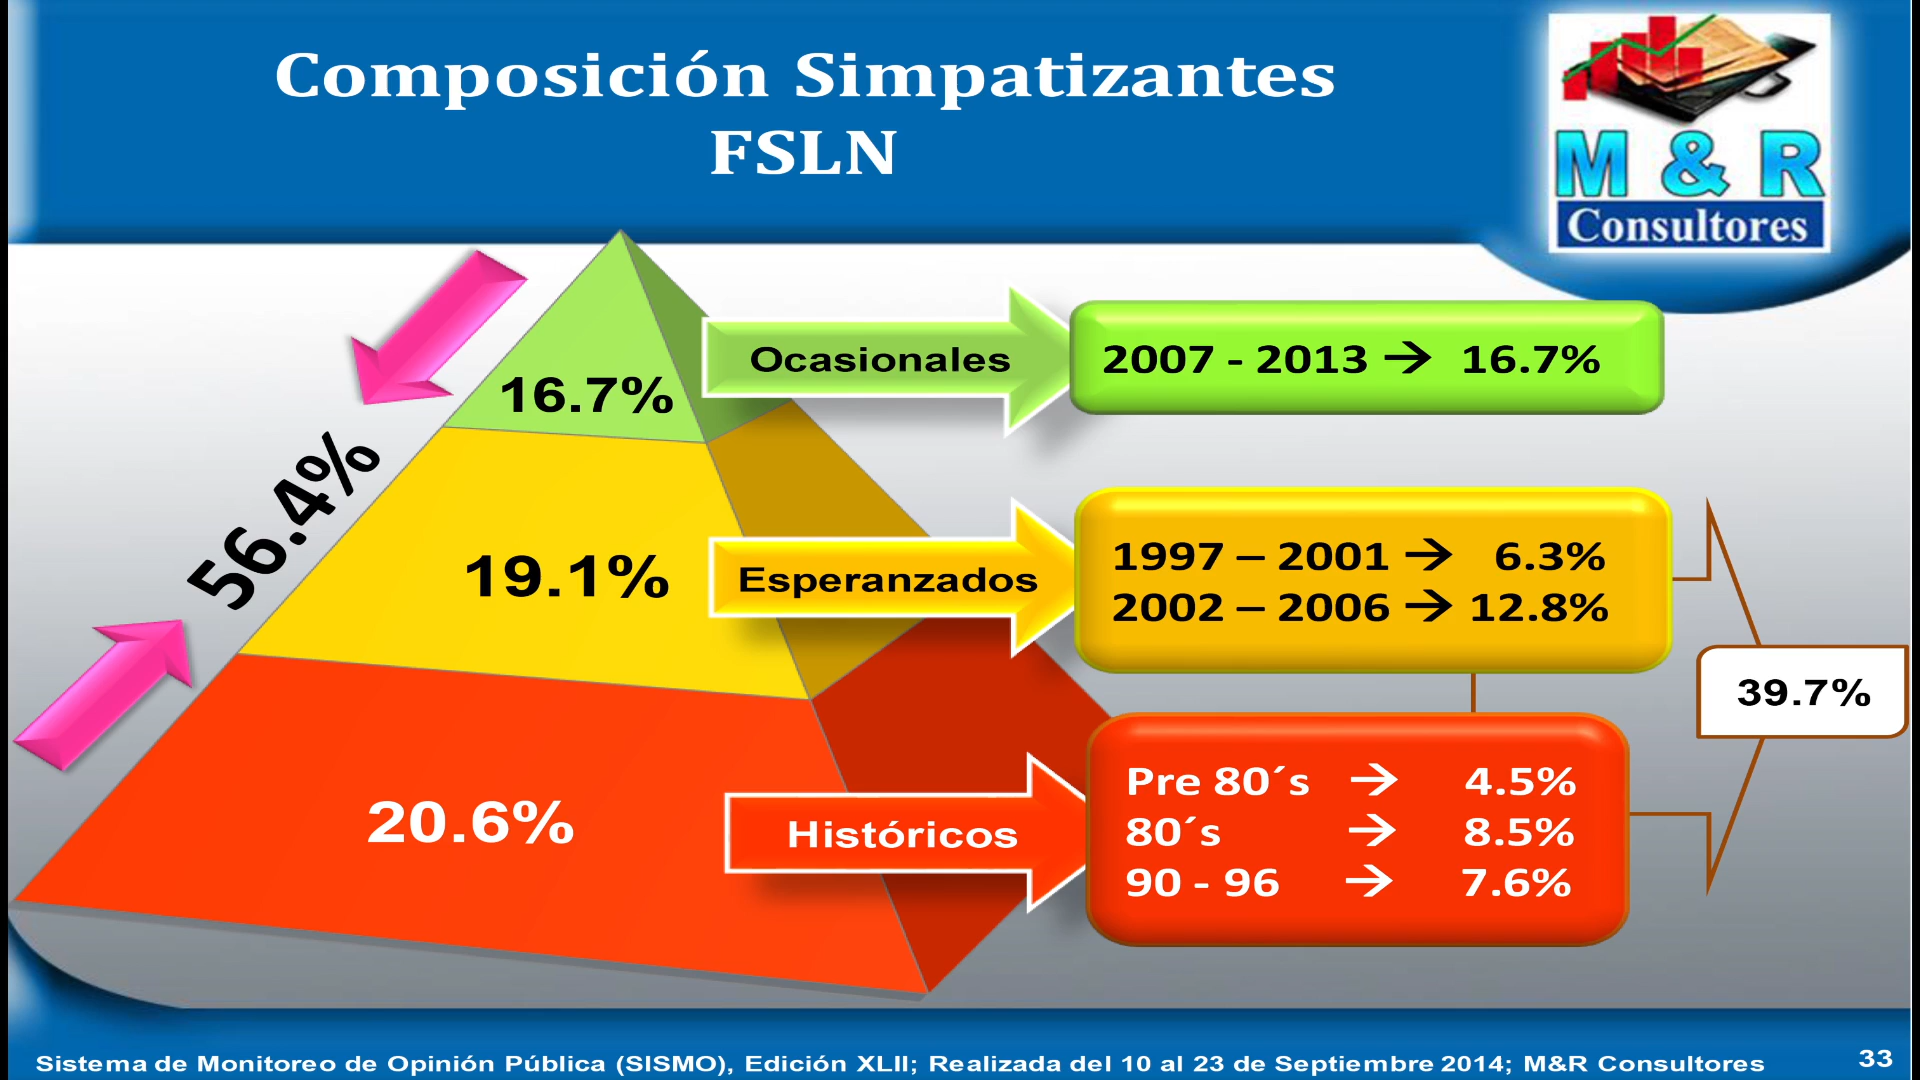 Composición Simpatizantes
FSLN
M & R
Consultores
56.4%
16.7%
Ocasionales
2007 - 2013 → 16.7%
19.1%
Esperanzados
1997 – 2001 → 6.3%
2002 – 2006 → 12.8%
39.7%
20.6%
Históricos
Pre 80´s → 4.5%
80´s → 8.5%
90 - 96 → 7.6%
Sistema de Monitoreo de Opinión Pública (SISMO), Edición XLII; Realizada del 10 al 23 de Septiembre 2014; M&R Consultores
33